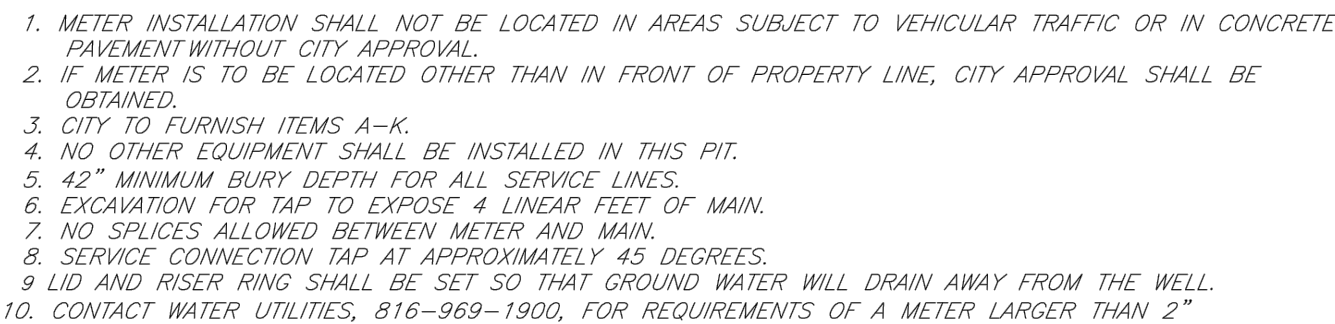 1. METER INSTALLATION SHALL NOT BE LOCATED IN AREAS SUBJECT TO VEHICULAR TRAFFIC OR IN CONCRETE
PAVEMENT WITHOUT CITY APPROVAL.
2. IF METER IS TO BE LOCATED OTHER THAN IN FRONT OF PROPERTY LINE, CITY APPROVAL SHALL BE
OBTAINED.
3. CITY TO FURNISH ITEMS A–K.
4. NO OTHER EQUIPMENT SHALL BE INSTALLED IN THIS PIT.
5. 42" MINIMUM BURY DEPTH FOR ALL SERVICE LINES.
6. EXCAVATION FOR TAP TO EXPOSE 4 LINEAR FEET OF MAIN.
7. NO SPLICES ALLOWED BETWEEN METER AND MAIN.
8. SERVICE CONNECTION TAP AT APPROXIMATELY 45 DEGREES.
9 LID AND RISER RING SHALL BE SET SO THAT GROUND WATER WILL DRAIN AWAY FROM THE WELL.
10. CONTACT WATER UTILITIES, 816–969–1900, FOR REQUIREMENTS OF A METER LARGER THAN 2"